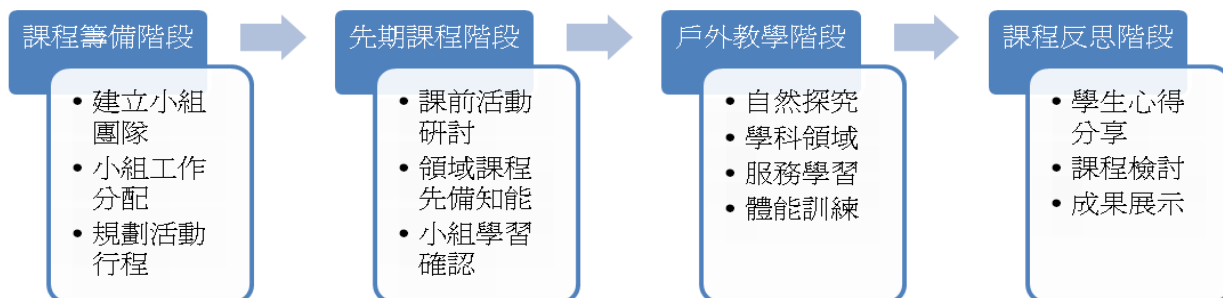 課程籌備階段
• 建立小組
團隊
• 小組工作
分配
• 規劃活動
行程
先期課程階段
• 課前活動
研討
• 領域課程
先備知能
• 小組學習
確認
戶外教學階段
• 自然探究
• 學科領域
• 服務學習
• 體能訓練
課程反思階段
• 學生心得
分享
• 課程檢討
• 成果展示